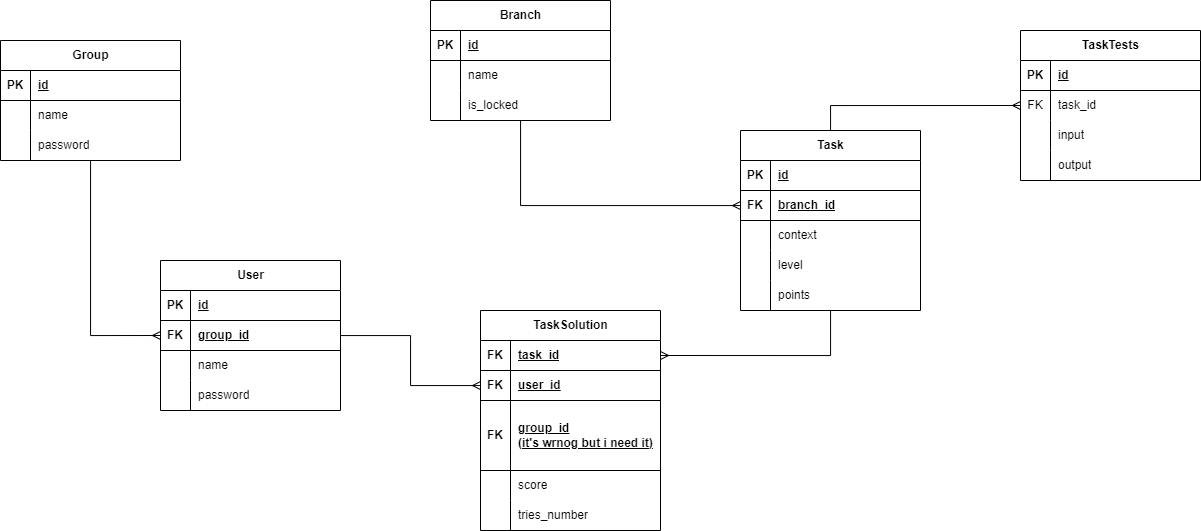 Group
PK id
name
password
Branch
PK id
name
is_locked
TaskTests
PK id
FK task_id
input
output
Task
PK id
FK branch_id
context
level
points
User
PK id
FK group_id
name
password
TaskSolution
FK task_id
FK user_id
FK group_id
(it's wrnog but i need it)
score
tries_number